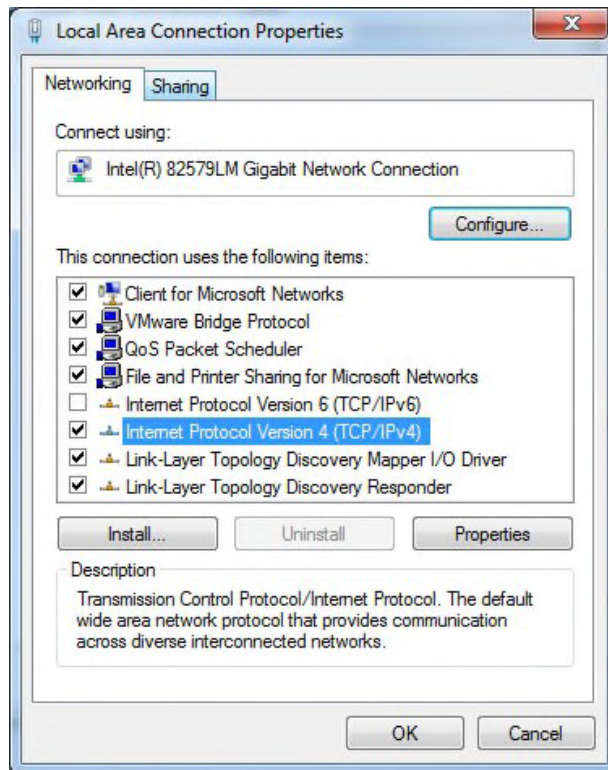 Local Area Connection Properties
Networking
Sharing
Connect using:
Intel(R) 82579LM Gigabit Network Connection
Configure...
This connection uses the following items:
Client for Microsoft Networks
VMware Bridge Protocol
QoS Packet Scheduler
File and Printer Sharing for Microsoft Networks
Internet Protocol Version 6 (TCP/IPv6)
Internet Protocol Version 4 (TCP/IPv4)
Link-Layer Topology Discovery Mapper I/O Driver
Link-Layer Topology Discovery Responder
Install...
Uninstall
Properties
Description
Transmission Control Protocol/Internet Protocol. The default
wide area network protocol that provides communication
across diverse interconnected networks.
OK
Cancel